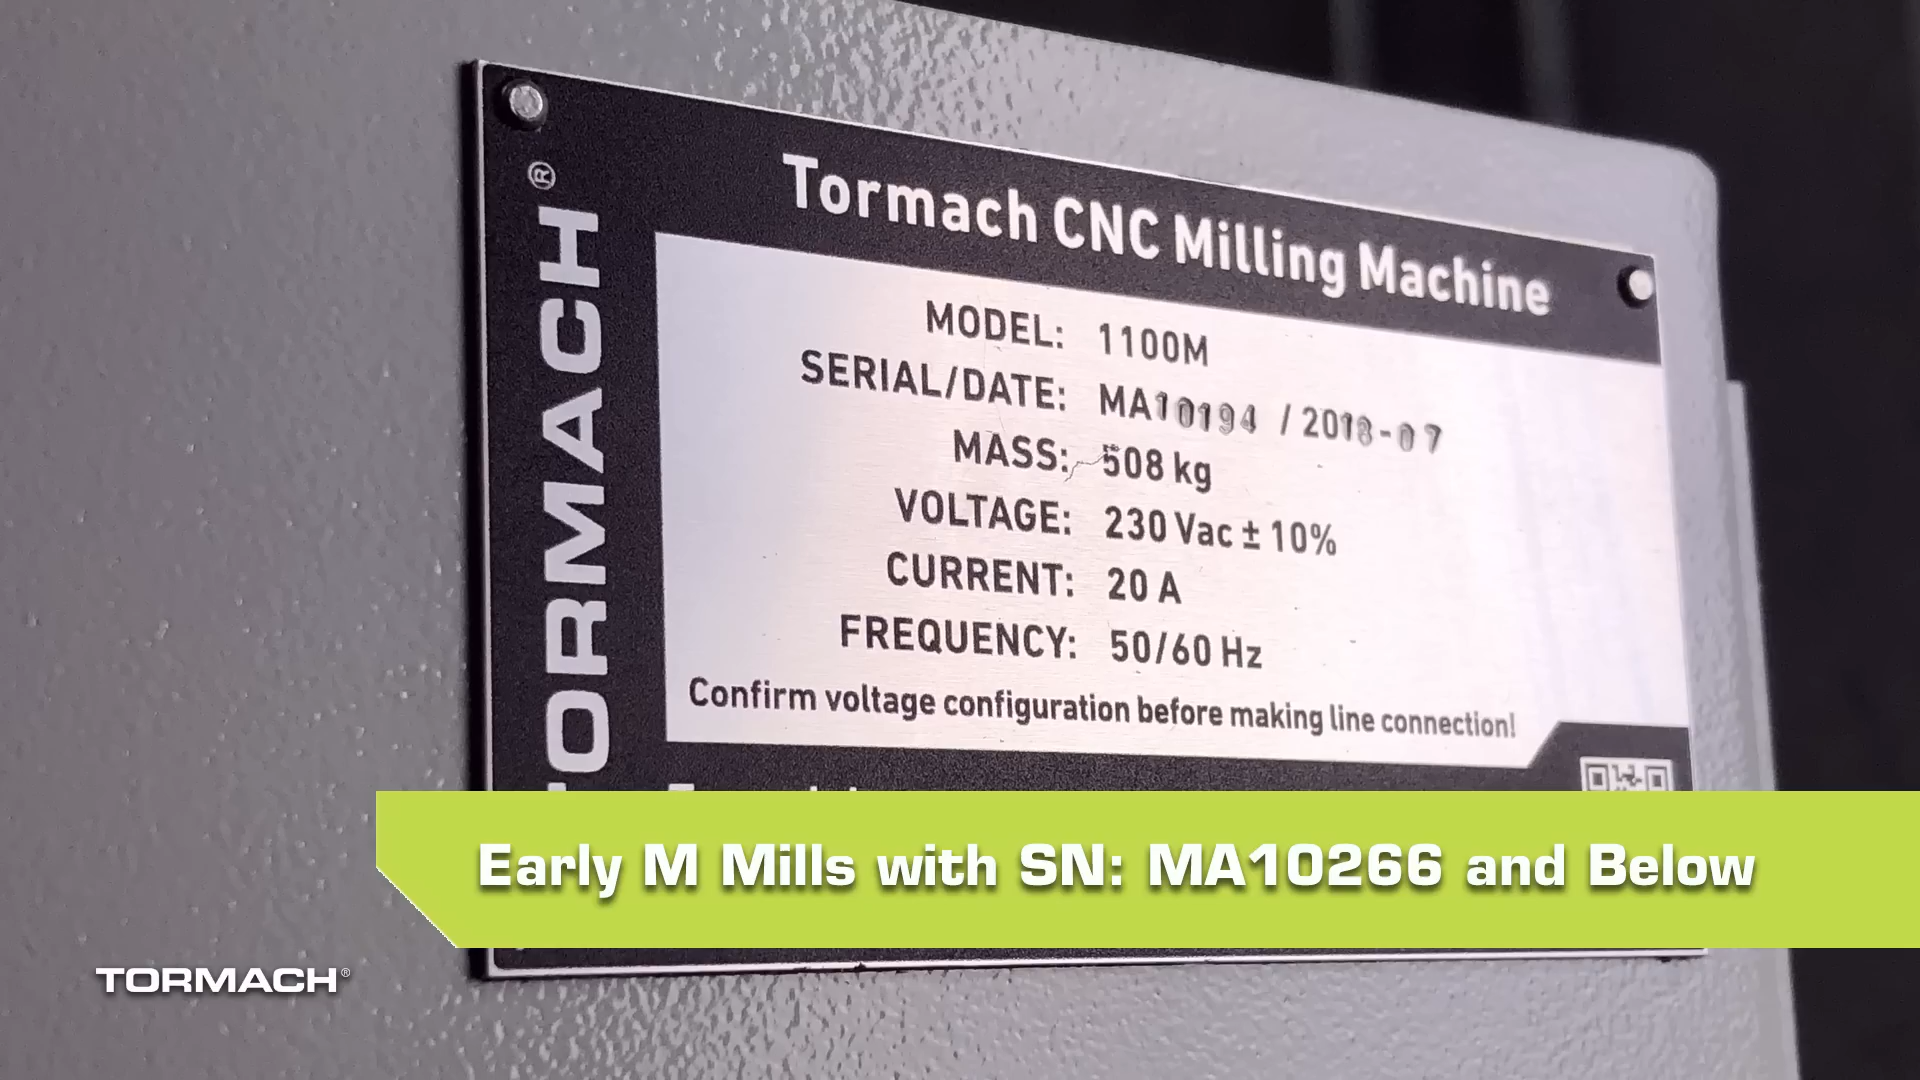 TORMACH®
Tormach CNC Milling Machine
MODEL: 1100M
SERIAL/DATE: MA10194 / 2018-07
MASS: 508 kg
VOLTAGE: 230 Vac ± 10%
CURRENT: 20 A
FREQUENCY: 50/60 Hz
Confirm voltage configuration before making line connection!
Early M Mills with SN: MA10266 and Below
TORMACH®